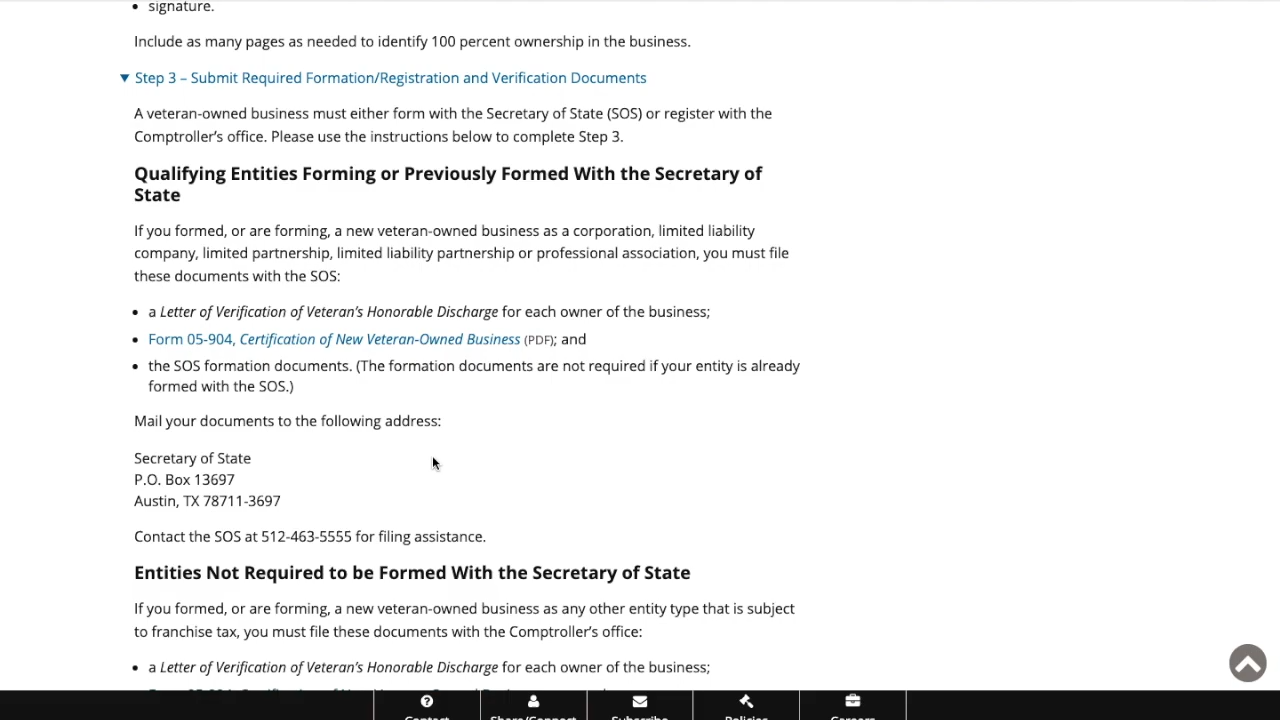 signature.
Include as many pages as needed to identify 100 percent ownership in the business.
Step 3 – Submit Required Formation/Registration and Verification Documents
A veteran-owned business must either form with the Secretary of State (SOS) or register with the
Comptroller’s office. Please use the instructions below to complete Step 3.
Qualifying Entities Forming or Previously Formed With the Secretary of
State
If you formed, or are forming, a new veteran-owned business as a corporation, limited liability
company, limited partnership, limited liability partnership or professional association, you must file
these documents with the SOS:
a Letter of Verification of Veteran’s Honorable Discharge for each owner of the business;
Form 05-904, Certification of New Veteran-Owned Business (PDF); and
the SOS formation documents. (The formation documents are not required if your entity is already
formed with the SOS.)
Mail your documents to the following address:
Secretary of State
P.O. Box 13697
Austin, TX 78711-3697
Contact the SOS at 512-463-5555 for filing assistance.
Entities Not Required to be Formed With the Secretary of State
If you formed, or are forming, a new veteran-owned business as any other entity type that is subject
to franchise tax, you must file these documents with the Comptroller’s office:
a Letter of Verification of Veteran’s Honorable Discharge for each owner of the business;
Contact Share/Connect Subscribe Policies Careers